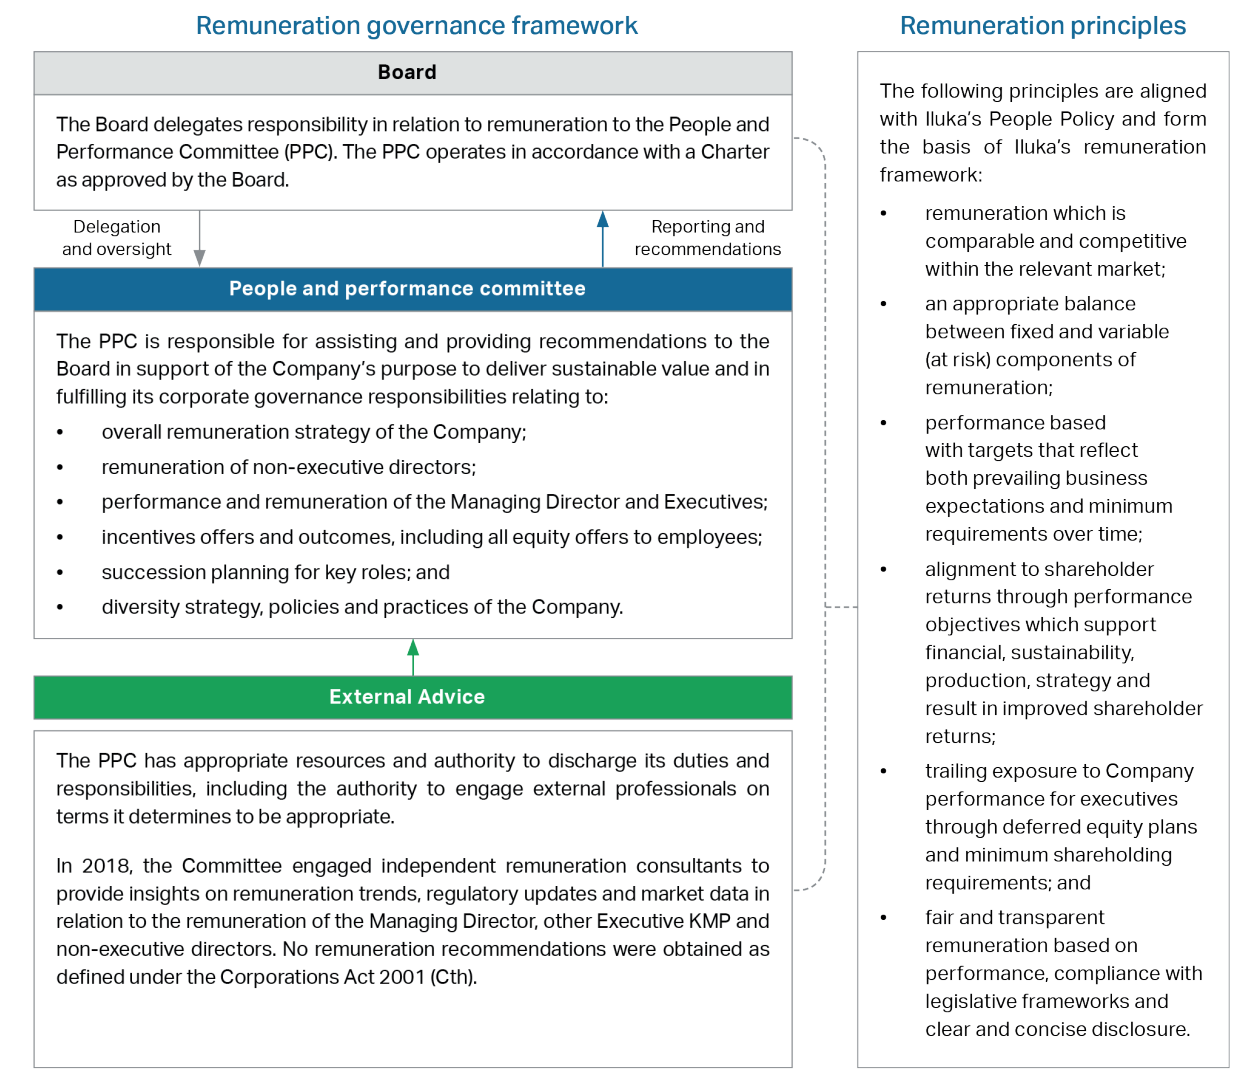 Remuneration governance framework
Board
The Board delegates responsibility in relation to remuneration to the People and
Performance Committee (PPC). The PPC operates in accordance with a Charter
as approved by the Board.
Delegation
and oversight
Reporting and
recommendations
People and performance committee
The PPC is responsible for assisting and providing recommendations to the
Board in support of the Company's purpose to deliver sustainable value and in
fulfilling its corporate governance responsibilities relating to:
• overall remuneration strategy of the Company;
• remuneration of non-executive directors;
• performance and remuneration of the Managing Director and Executives;
• incentives offers and outcomes, including all equity offers to employees;
• succession planning for key roles; and
• diversity strategy, policies and practices of the Company.
External Advice
The PPC has appropriate resources and authority to discharge its duties and
responsibilities, including the authority to engage external professionals on
terms it determines to be appropriate.
In 2018, the Committee engaged independent remuneration consultants to
provide insights on remuneration trends, regulatory updates and market data in
relation to the remuneration of the Managing Director, other Executive KMP and
non-executive directors. No remuneration recommendations were obtained as
defined under the Corporations Act 2001 (Cth).
Remuneration principles
The following principles are aligned
with Iluka's People Policy and form
the basis of Iluka's remuneration
framework:
• remuneration which is
comparable and competitive
within the relevant market;
• an appropriate balance
between fixed and variable
(at risk) components of
remuneration;
• performance based
with targets that reflect
both prevailing business
expectations and minimum
requirements over time;
• alignment to shareholder
returns through performance
objectives which support
financial, sustainability,
production, strategy and
result in improved shareholder
returns;
• trailing exposure to Company
performance for executives
through deferred equity plans
and minimum shareholding
requirements; and
• fair and transparent
remuneration based on
performance, compliance with
legislative frameworks and
clear and concise disclosure.